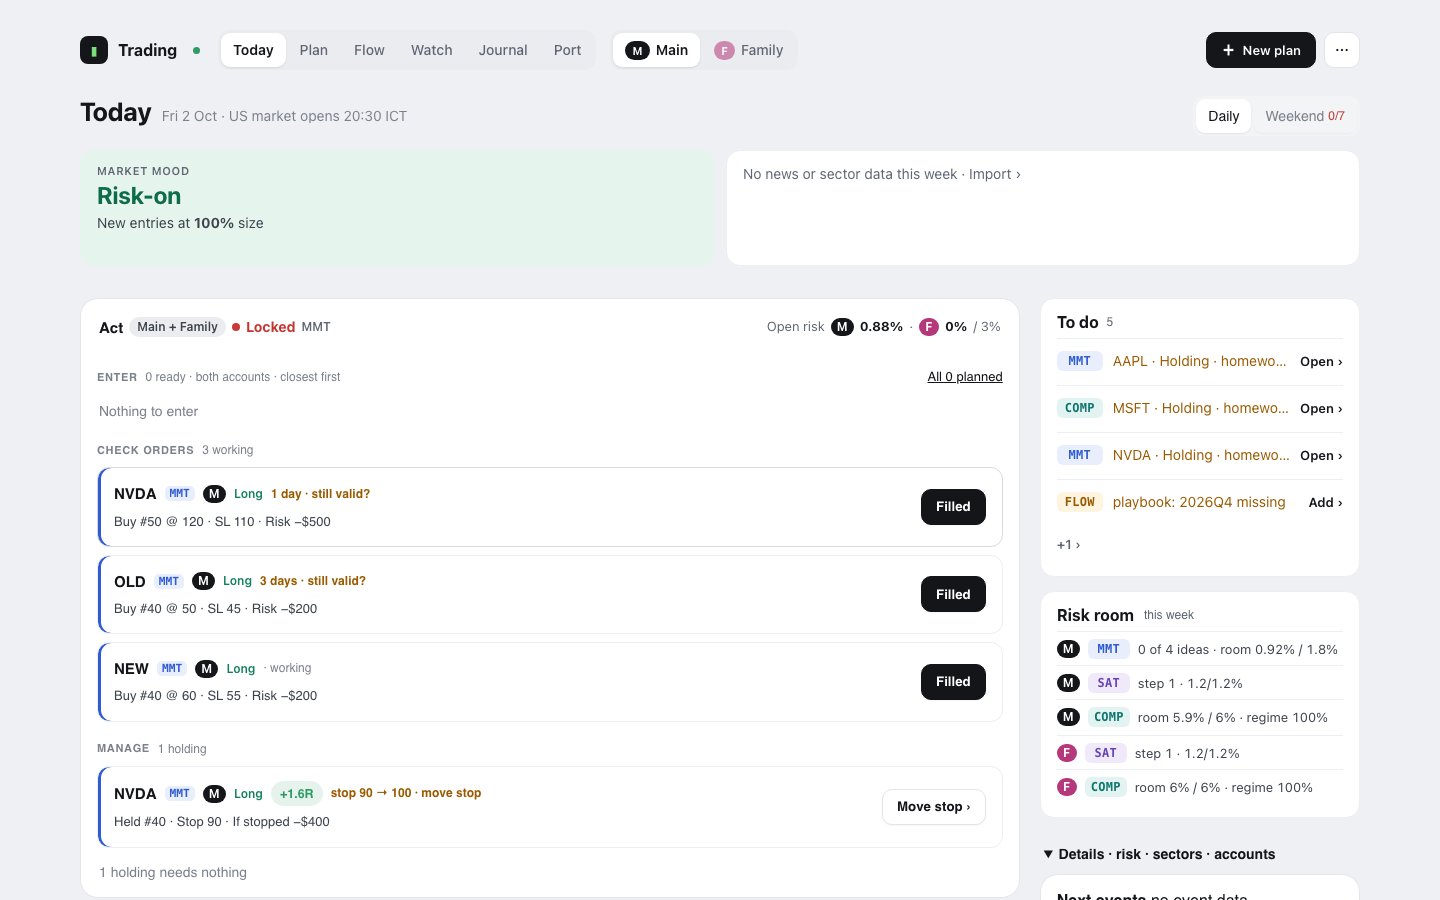 Trading
Today Plan Flow Watch Journal Port
M Main F Family
+ New plan
...
Today Fri 2 Oct · US market opens 20:30 ICT
Daily Weekend 0/7
MARKET MOOD
Risk-on
New entries at 100% size
No news or sector data this week · Import ›
Act Main + Family Locked MMT
Open risk M 0.88% · F 0% / 3%
ENTER 0 ready · both accounts · closest first
All 0 planned
Nothing to enter
CHECK ORDERS 3 working
NVDA MMT M Long 1 day · still valid?
Buy #50 @ 120 · SL 110 · Risk −$500
Filled
OLD MMT M Long 3 days · still valid?
Buy #40 @ 50 · SL 45 · Risk −$200
Filled
NEW MMT M Long · working
Buy #40 @ 60 · SL 55 · Risk −$200
Filled
MANAGE 1 holding
NVDA MMT M Long +1.6R stop 90 → 100 · move stop
Held #40 · Stop 90 · If stopped −$400
Move stop ›
1 holding needs nothing
To do 5
MMT AAPL · Holding · homewo... Open ›
COMP MSFT · Holding · homewo... Open ›
MMT NVDA · Holding · homewo... Open ›
FLOW playbook: 2026Q4 missing Add ›
+1 ›
Risk room this week
M MMT 0 of 4 ideas · room 0.92% / 1.8%
M SAT step 1 · 1.2/1.2%
M COMP room 5.9% / 6% · regime 100%
F SAT step 1 · 1.2/1.2%
F COMP room 6% / 6% · regime 100%
▼ Details · risk · sectors · accounts
Next events no event data